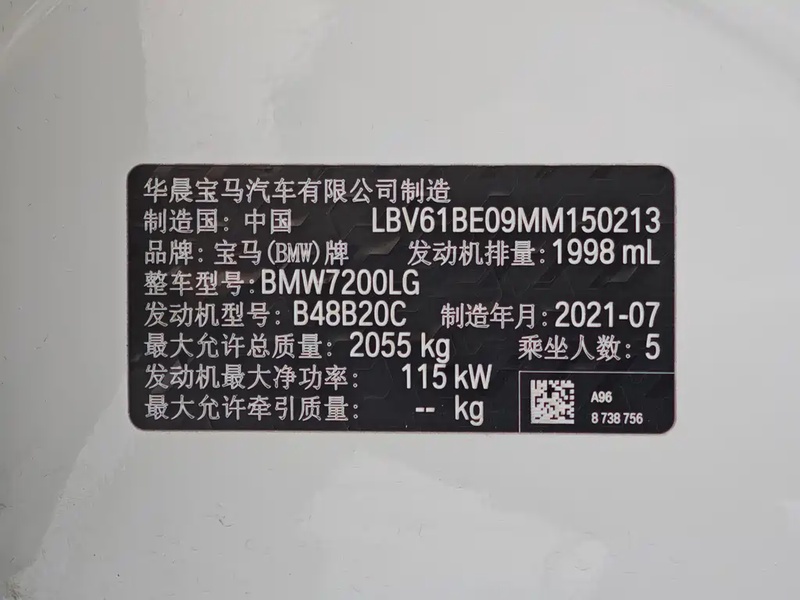 华晨宝马汽车有限公司制造
制造国: 中国 LBV61BE09MM150213
品牌: 宝马(BMW)牌 发动机排量: 1998 mL
整车型号: BMW7200LG
发动机型号: B48B20C 制造年月: 2021-07
最大允许总质量: 2055 kg 乘坐人数: 5
发动机最大净功率: 115 kW
最大允许牵引质量: -- kg
A96
8 738 756